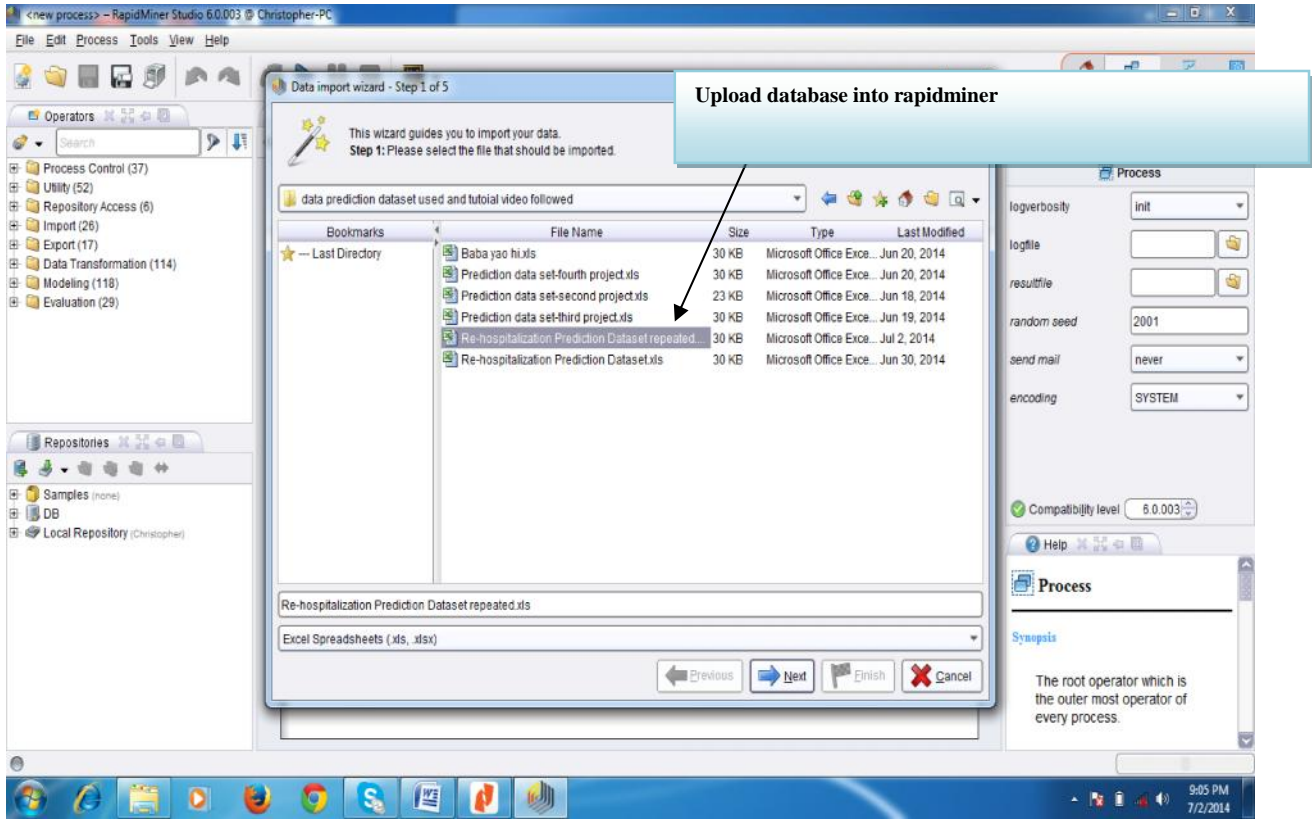 <new process> – RapidMiner Studio 6.0.003 @ Christopher-PC
File Edit Process Tools View Help
Data import wizard - Step 1 of 5
Upload database into rapidminer
Operators
Search
Process Control (37)
Utility (52)
Repository Access (6)
Import (26)
Export (17)
Data Transformation (114)
Modeling (118)
Evaluation (29)
This wizard guides you to import your data.
Step 1: Please select the file that should be imported.
data prediction dataset used and tutoial video followed
Bookmarks File Name Size Type Last Modified
--- Last Directory
Baba yao hi.xls 30 KB Microsoft Office Exce... Jun 20, 2014
Prediction data set-fourth project.xls 30 KB Microsoft Office Exce... Jun 20, 2014
Prediction data set-second project.xls 23 KB Microsoft Office Exce... Jun 18, 2014
Prediction data set-third project.xls 30 KB Microsoft Office Exce... Jun 19, 2014
Re-hospitalization Prediction Dataset repeated.... 30 KB Microsoft Office Exce... Jul 2, 2014
Re-hospitalization Prediction Dataset.xls 30 KB Microsoft Office Exce... Jun 30, 2014
Re-hospitalization Prediction Dataset repeated.xls
Excel Spreadsheets (.xls, .xlsx)
Previous Next Finish Cancel
Repositories
Samples (none)
DB
Local Repository (Christopher)
Process
logverbosity init
logfile
resultfile
random seed 2001
send mail never
encoding SYSTEM
Compatibility level 6.0.003
Help
Process
Synopsis
The root operator which is
the outer most operator of
every process.
9:05 PM
7/2/2014